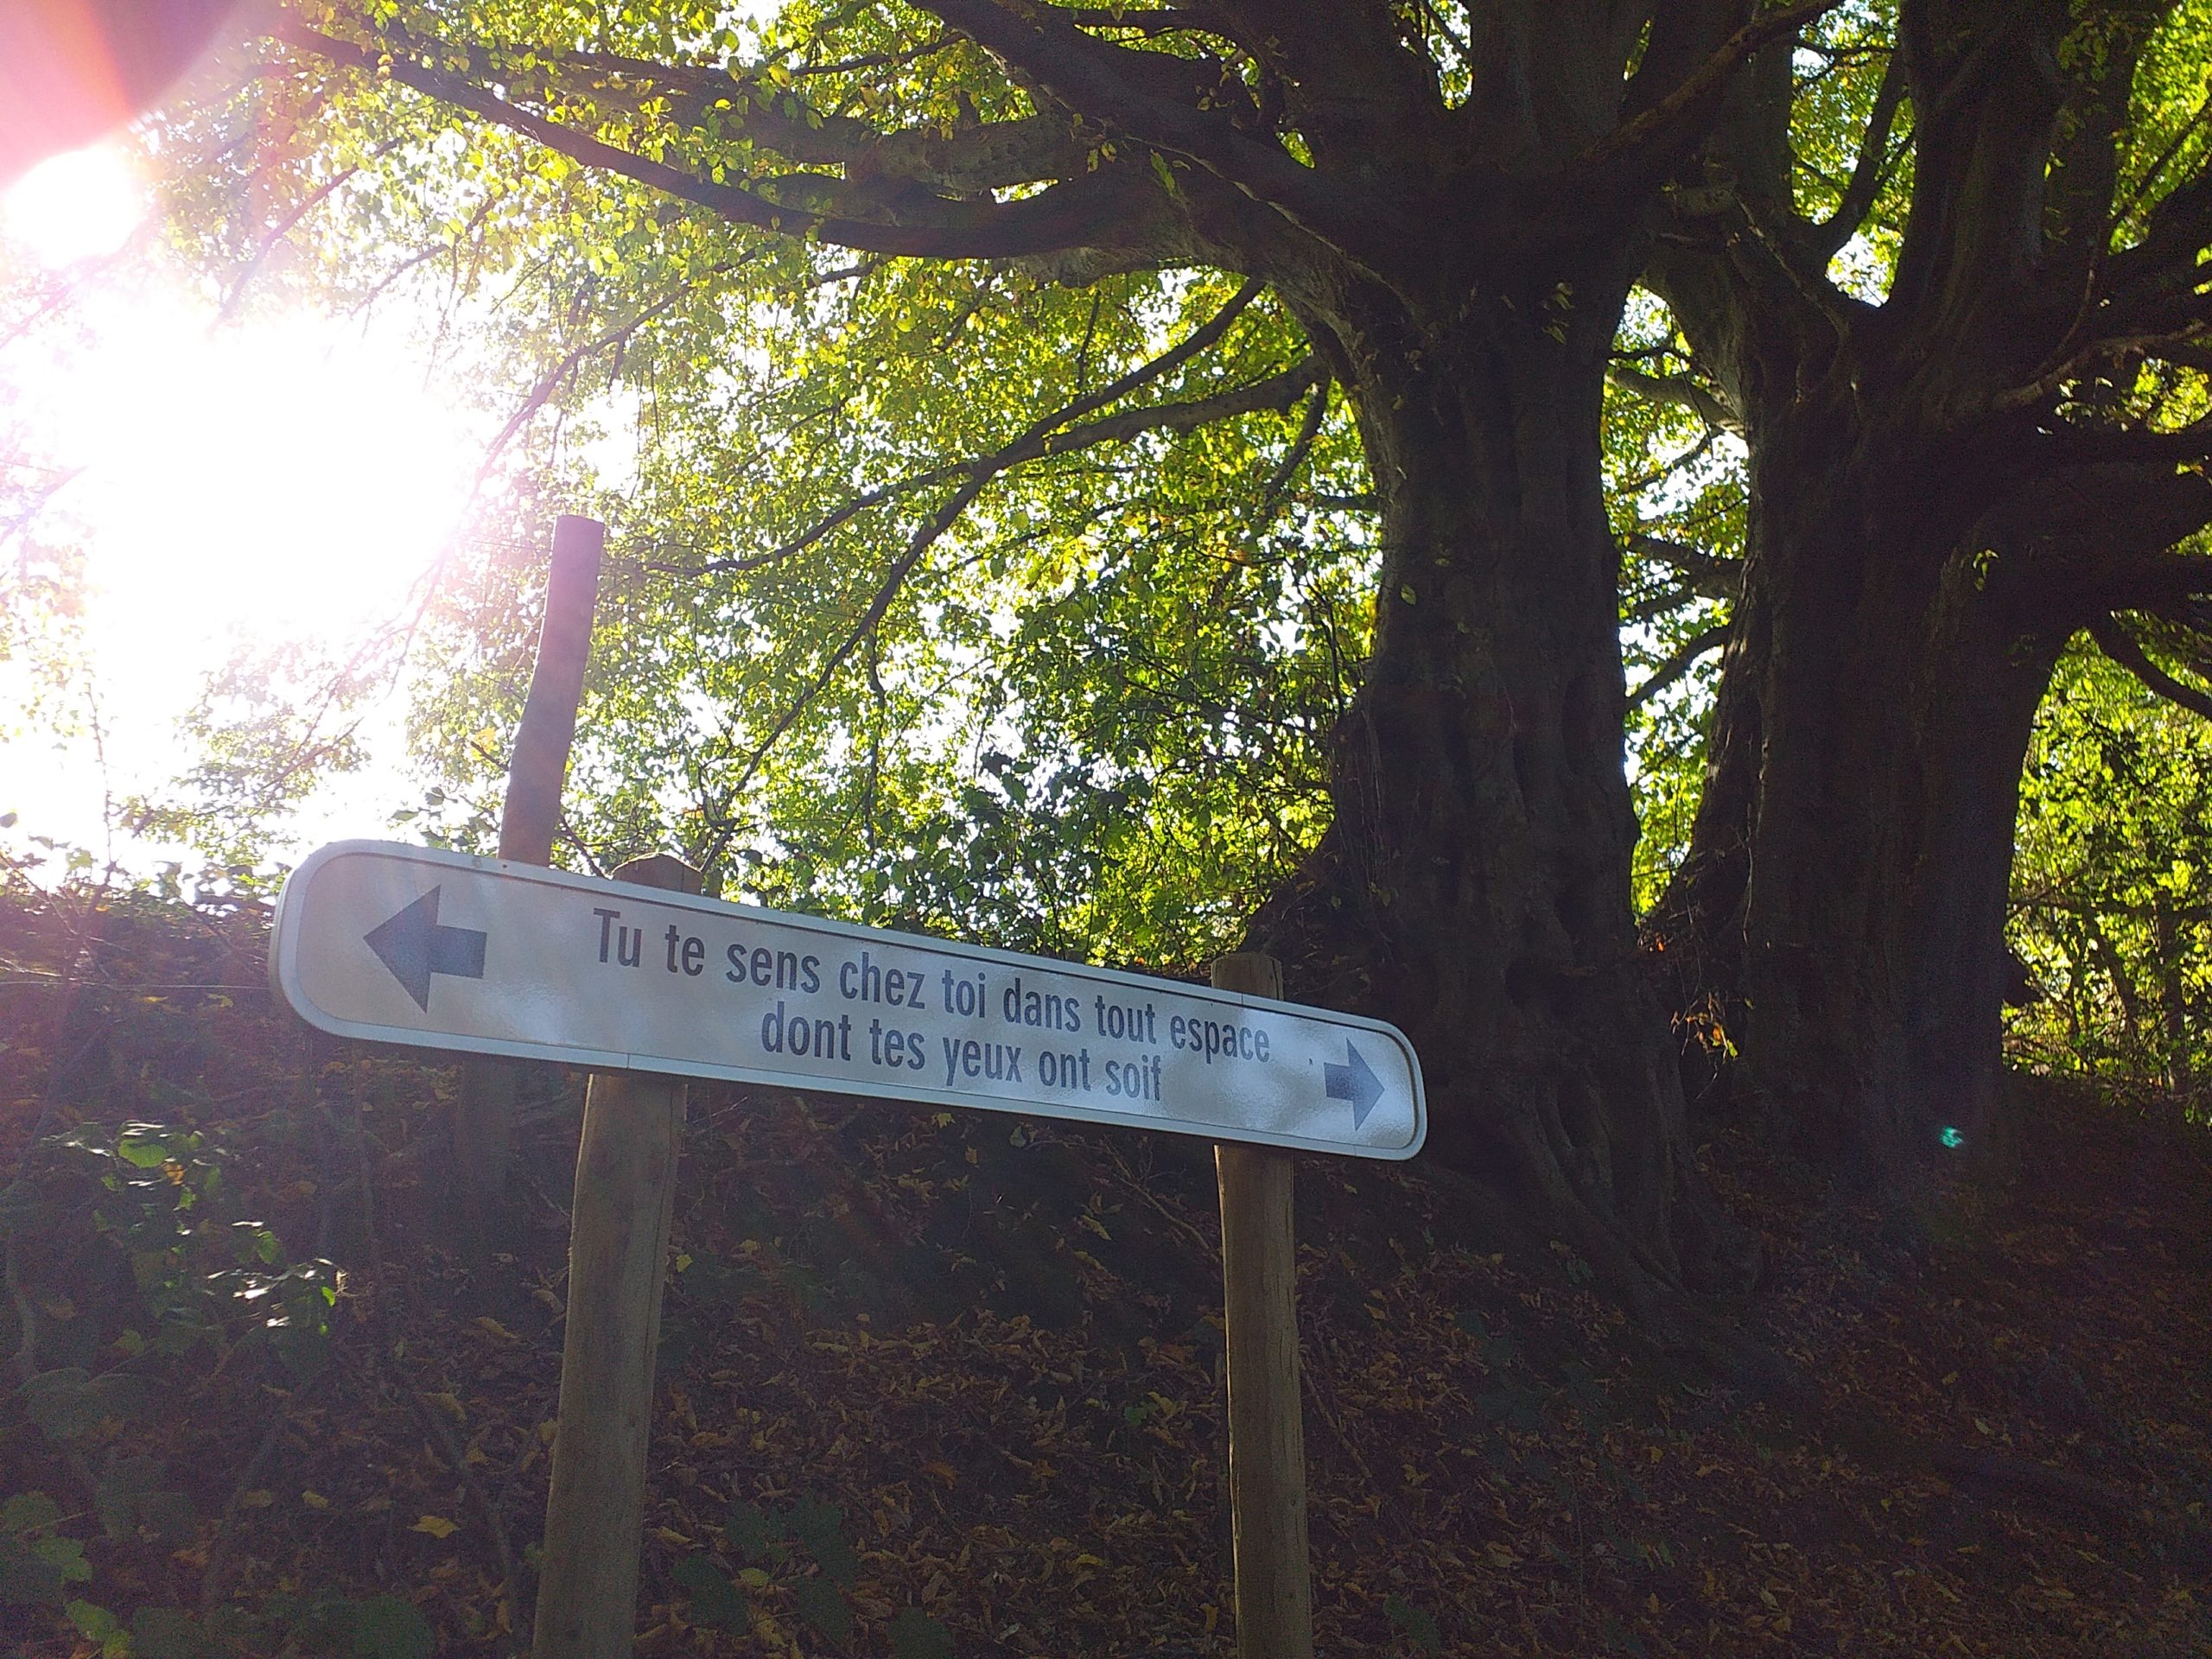 Tu te sens chez toi dans tout espace
dont tes yeux ont soif